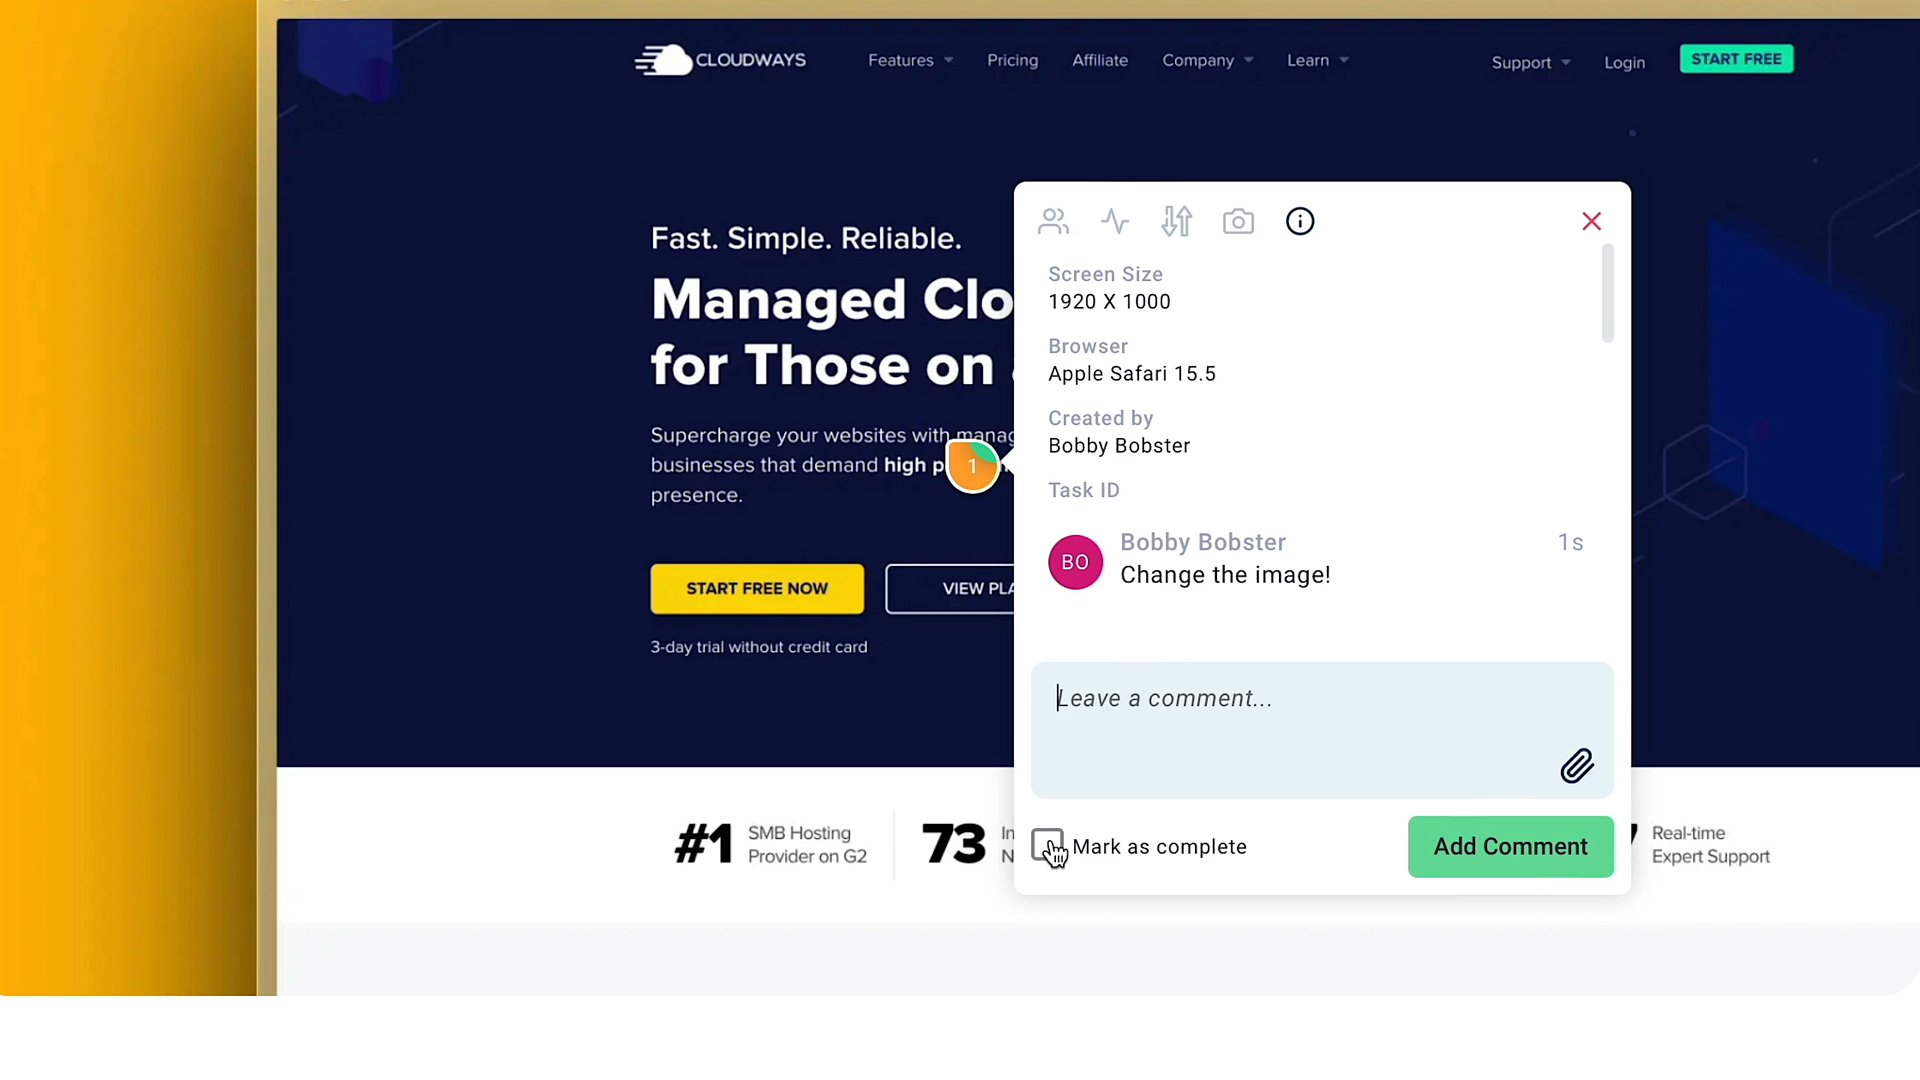 CLOUDWAYS
Features
Pricing
Affiliate
Company
Learn
Support
Login
START FREE
Fast. Simple. Reliable.
Managed Clo
for Those on
Supercharge your websites with manag
businesses that demand high p
presence.
START FREE NOW
VIEW PLA
3-day trial without credit card
1
Screen Size
1920 X 1000
Browser
Apple Safari 15.5
Created by
Bobby Bobster
Task ID
BO
Bobby Bobster
1s
Change the image!
Leave a comment...
Mark as complete
Add Comment
#1
SMB Hosting
Provider on G2
73
In
N
Real-time
Expert Support